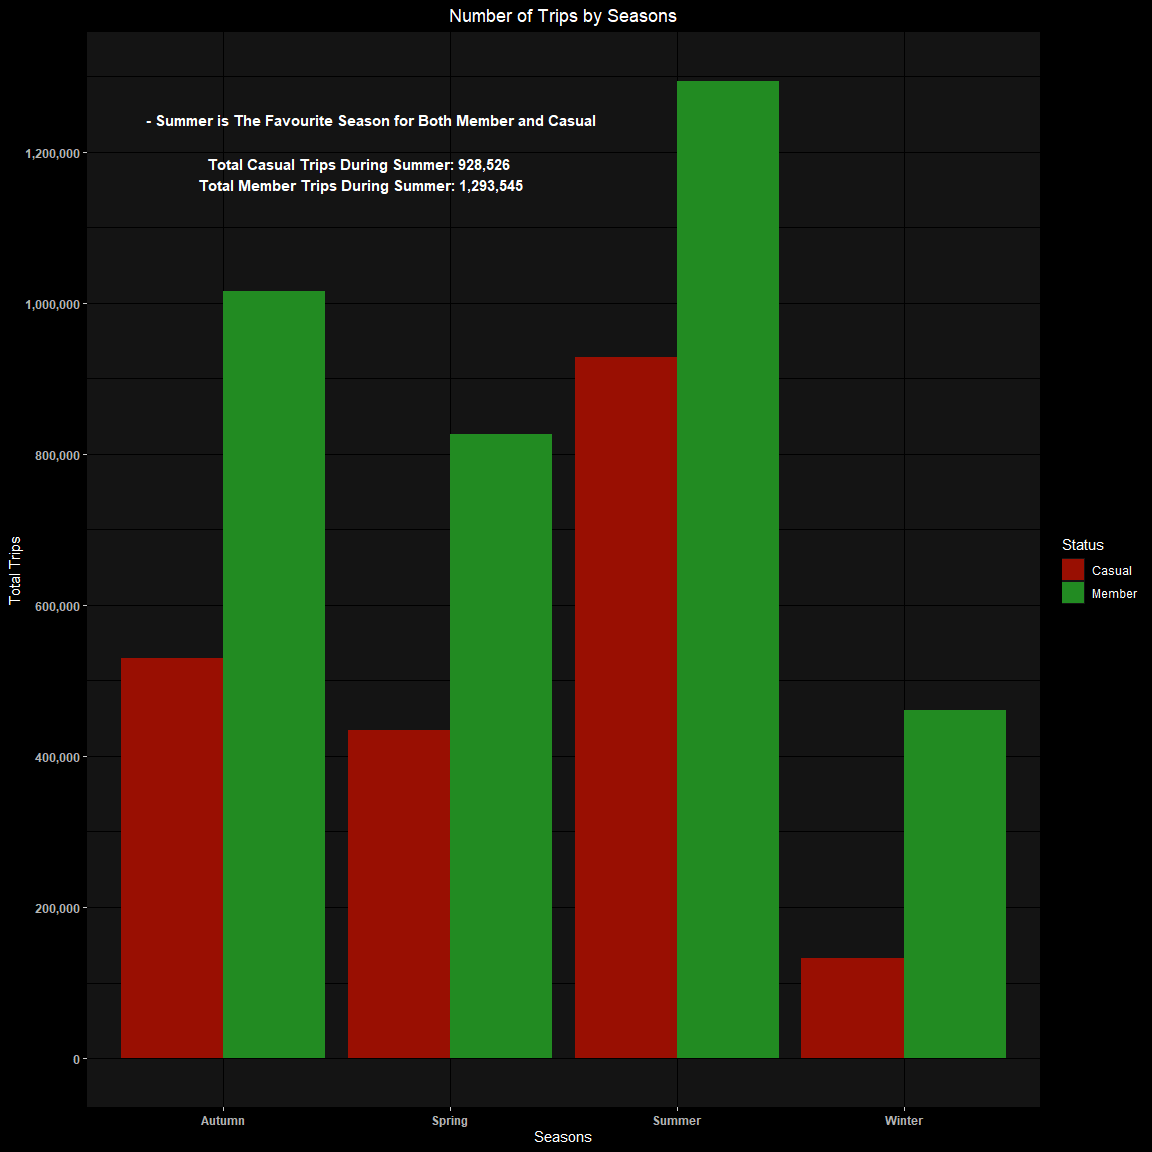 Number of Trips by Seasons
- Summer is The Favourite Season for Both Member and Casual
Total Casual Trips During Summer: 928,526
Total Member Trips During Summer: 1,293,545
1,200,000
1,000,000
800,000
600,000
400,000
200,000
0
Total Trips
Autumn
Spring
Summer
Winter
Seasons
Status
Casual
Member